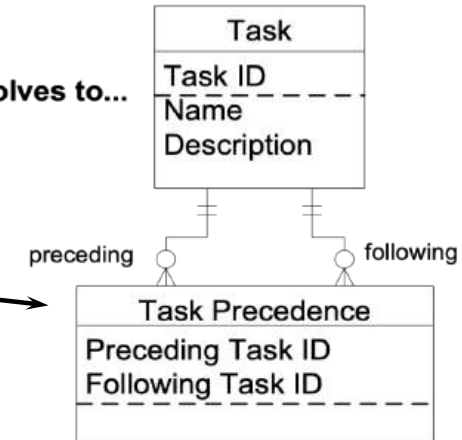 Task
olves to...
Task ID
Name
Description
preceding
following
Task Precedence
Preceding Task ID
Following Task ID